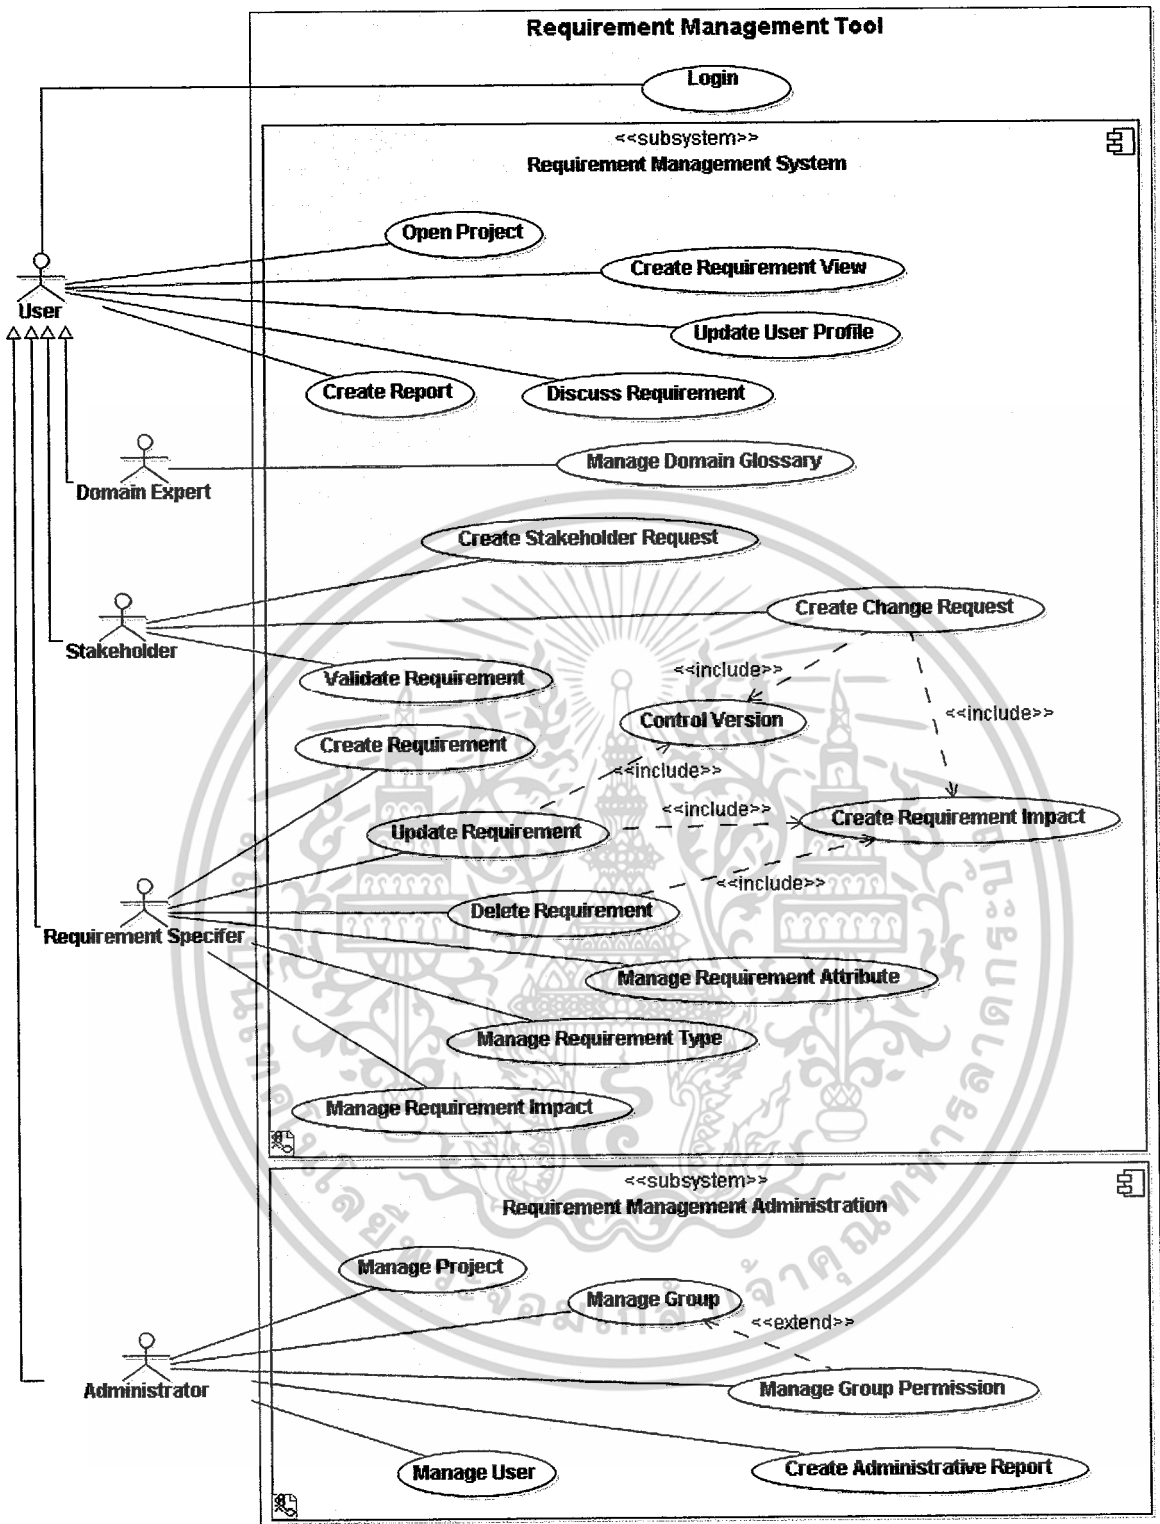 Requirement Management Tool
Login
<<subsystem>>
Requirement Management System
Open Project
Create Requirement View
User
Update User Profile
Create Report
Discuss Requirement
Manage Domain Glossary
Domain Expert
Create Stakeholder Request
Create Change Request
Stakeholder
Validate Requirement
<<include>>
Control Version
<<include>>
Create Requirement
<<include>>
Update Requirement
<<include>>
Create Requirement Impact
<<include>>
Delete Requirement
Requirement Specifer
Manage Requirement Attribute
Manage Requirement Type
Manage Requirement Impact
<<subsystem>>
Requirement Management Administration
Manage Project
Manage Group
<<extend>>
Administrator
Manage Group Permission
Manage User
Create Administrative Report